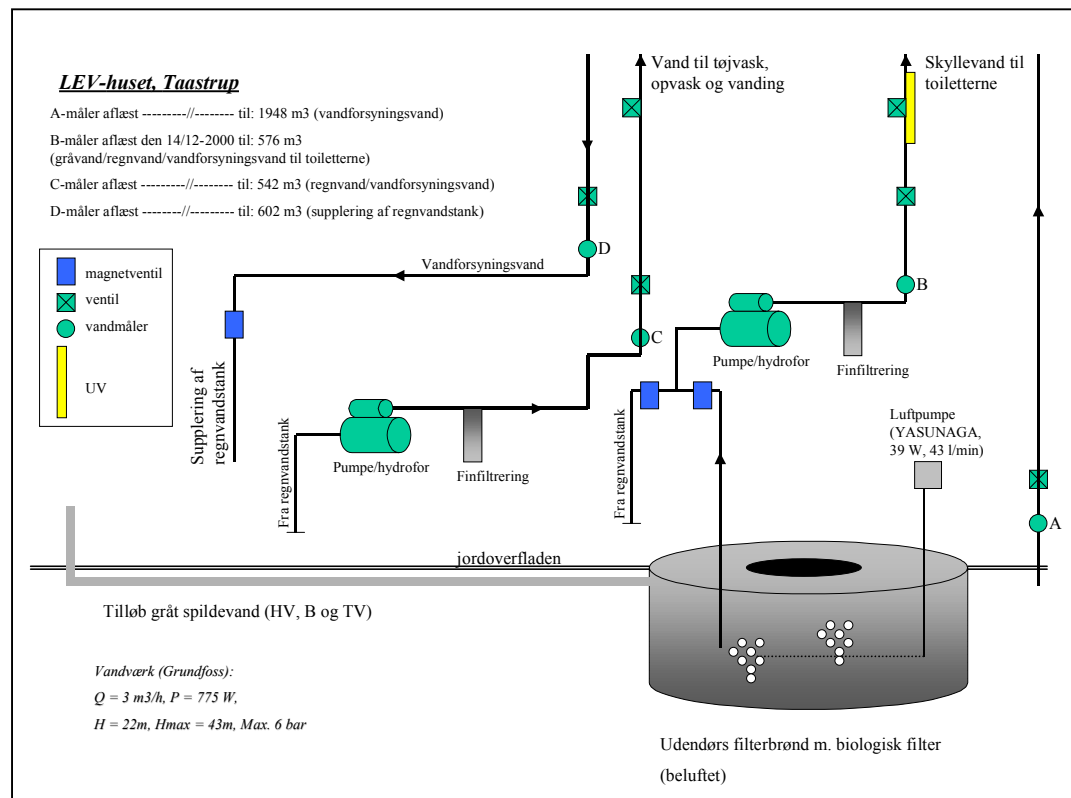 LEV-huset, Taastrup
A-måler aflæst ---------//-------- til: 1948 m3 (vandforsyningsvand)
B-måler aflæst den 14/12-2000 til: 576 m3
(gråvand/regnvand/vandforsyningsvand til toiletterne)
C-måler aflæst ---------//-------- til: 542 m3 (regnvand/vandforsyningsvand)
D-måler aflæst --------//--------- til: 602 m3 (supplering af regnvandstank)
Vand til tøjvask,
opvask og vanding
Skyllevand til
toiletterne
magnetventil
ventil
vandmåler
UV
Vandforsyningsvand
D
C
B
A
Supplering af
regnvandstank
Fra regnvandstank
Pumpe/hydrofor
Finfiltrering
Fra regnvandstank
Pumpe/hydrofor
Finfiltrering
Luftpumpe
(YASUNAGA,
39 W, 43 l/min)
jordoverfladen
Tilløb gråt spildevand (HV, B og TV)
Vandværk (Grundfoss):
Q = 3 m3/h, P = 775 W,
H = 22m, Hmax = 43m, Max. 6 bar
Udendørs filterbrønd m. biologisk filter
(beluftet)